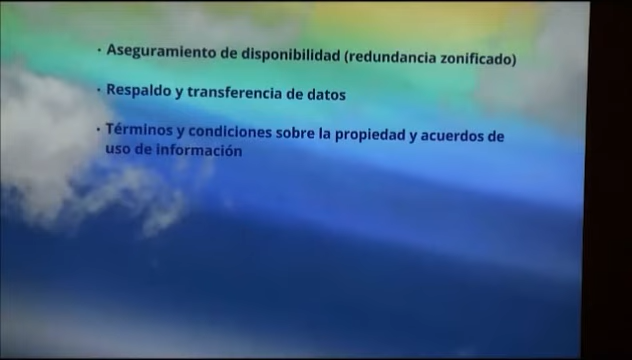 · Aseguramiento de disponibilidad (redundancia zonificado)
· Respaldo y transferencia de datos
· Términos y condiciones sobre la propiedad y acuerdos de
uso de información